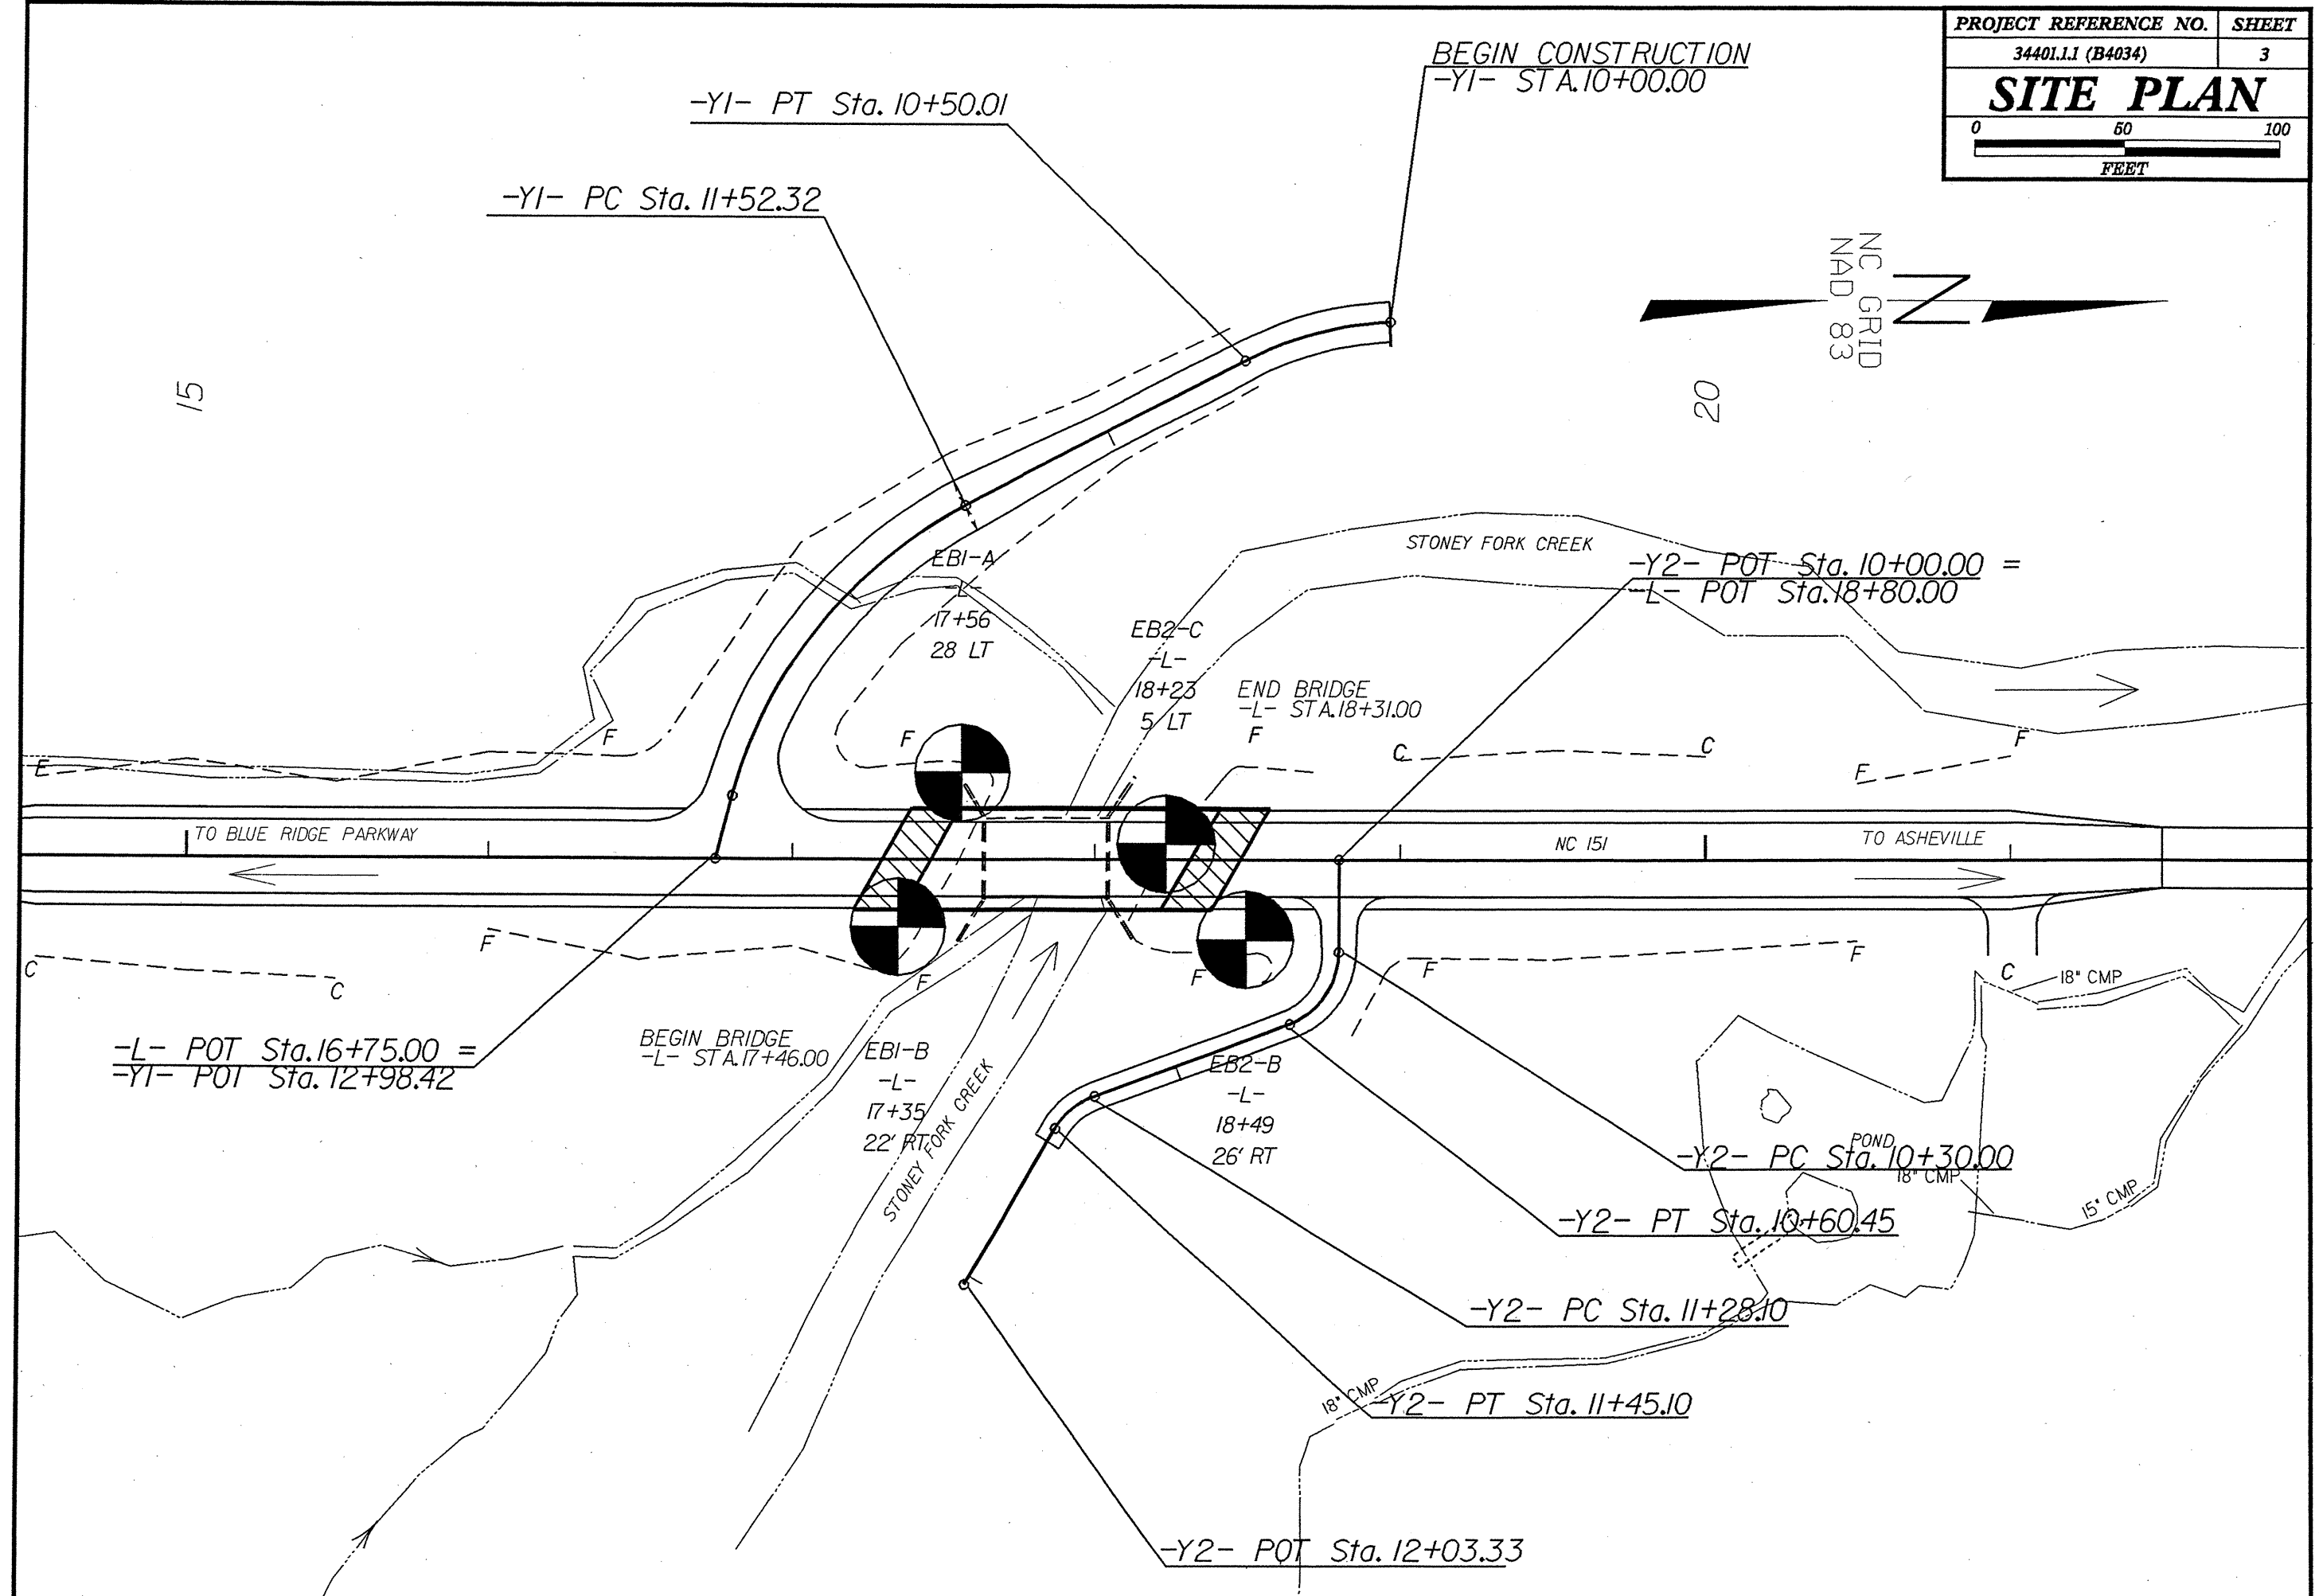 PROJECT REFERENCE NO. SHEET
34401.1.1 (B4034) 3
SITE PLAN
0 50 100
FEET
BEGIN CONSTRUCTION
-Y1- STA.10+00.00
-Y1- PT Sta. 10+50.01
-Y1- PC Sta. 11+52.32
NC GRID
NAD 83
N
15
20
STONEY FORK CREEK
-Y2- POT Sta. 10+00.00 =
-L- POT Sta.18+80.00
EB1-A
-L-
17+56
28 LT
EB2-C
-L-
18+23
5 LT
END BRIDGE
-L- STA.18+31.00
F
F
F
C
C
F
F
E
TO BLUE RIDGE PARKWAY
NC 151
TO ASHEVILLE
C
C
F
F
F
F
F
C
18" CMP
-L- POT Sta.16+75.00 =
-Y1- POT Sta. 12+98.42
BEGIN BRIDGE
-L- STA.17+46.00
EB1-B
-L-
17+35
22' RT
STONEY FORK CREEK
EB2-B
-L-
18+49
26' RT
POND
-Y2- PC Sta. 10+30.00
18" CMP
15" CMP
-Y2- PT Sta. 10+60.45
-Y2- PC Sta. 11+28.10
18" CMP
-Y2- PT Sta. 11+45.10
-Y2- POT Sta. 12+03.33